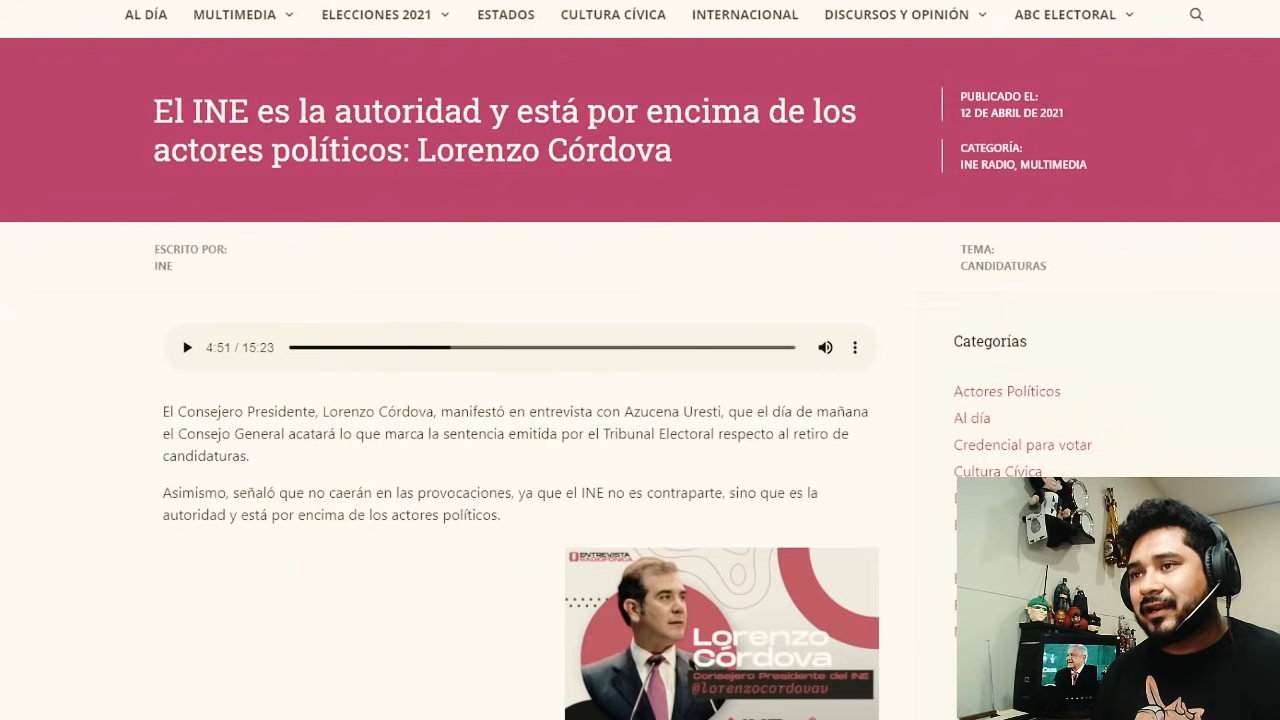 AL DÍA MULTIMEDIA ELECCIONES 2021 ESTADOS CULTURA CÍVICA INTERNACIONAL DISCURSOS Y OPINIÓN ABC ELECTORAL
El INE es la autoridad y está por encima de los
actores políticos: Lorenzo Córdova
PUBLICADO EL:
12 DE ABRIL DE 2021
CATEGORÍA:
INE RADIO, MULTIMEDIA
ESCRITO POR:
INE
TEMA:
CANDIDATURAS
4:51 / 15:23
El Consejero Presidente, Lorenzo Córdova, manifestó en entrevista con Azucena Uresti, que el día de mañana
el Consejo General acatará lo que marca la sentencia emitida por el Tribunal Electoral respecto al retiro de
candidaturas.
Asimismo, señaló que no caerán en las provocaciones, ya que el INE no es contraparte, sino que es la
autoridad y está por encima de los actores políticos.
Categorías
Actores Políticos
Al día
Credencial para votar
Cultura Cívica
ENTREVISTA
RADIOFÓNICA
Lorenzo
Córdova
Consejero Presidente del INE
@lorenzocordovav